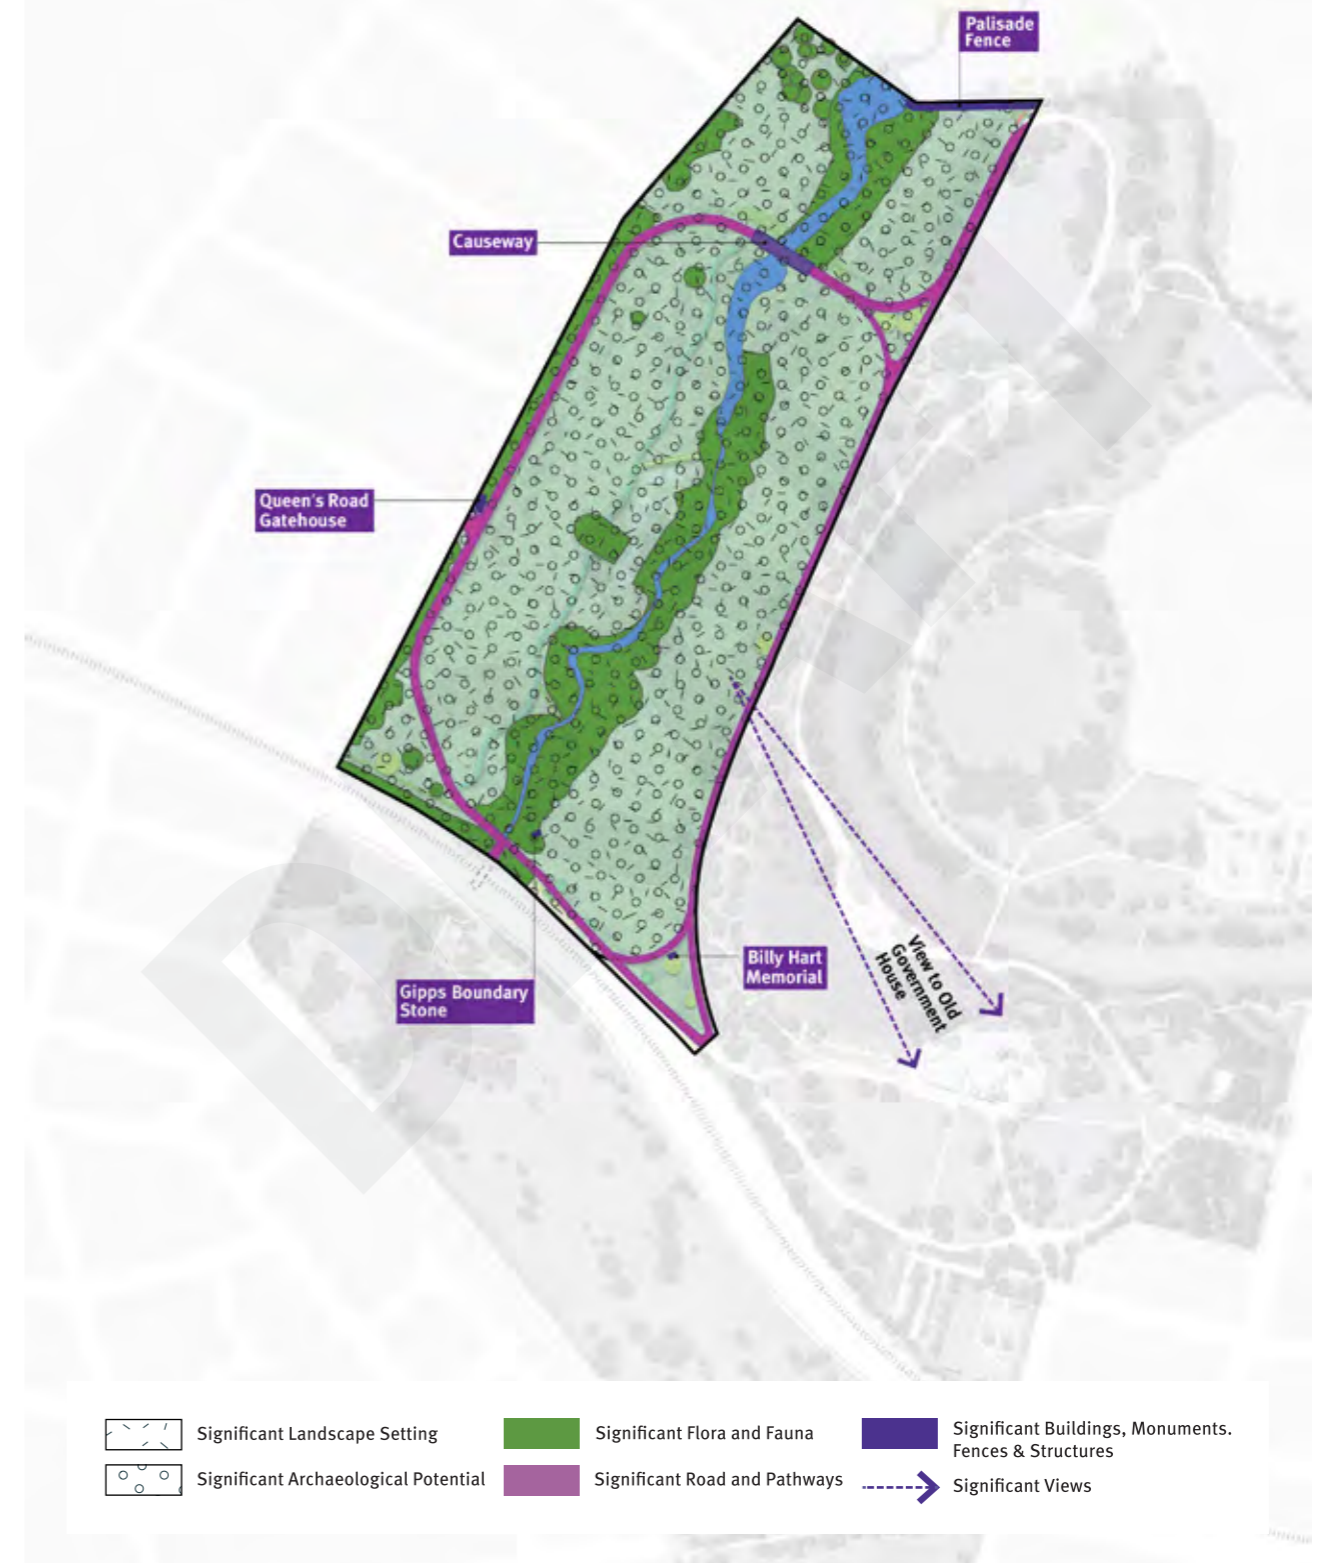 Palisade
Fence
Causeway
Queen's Road
Gatehouse
Gipps Boundary
Stone
Billy Hart
Memorial
View to Old
Government
House
Significant Landscape Setting
Significant Archaeological Potential
Significant Flora and Fauna
Significant Road and Pathways
Significant Buildings, Monuments.
Fences & Structures
Significant Views